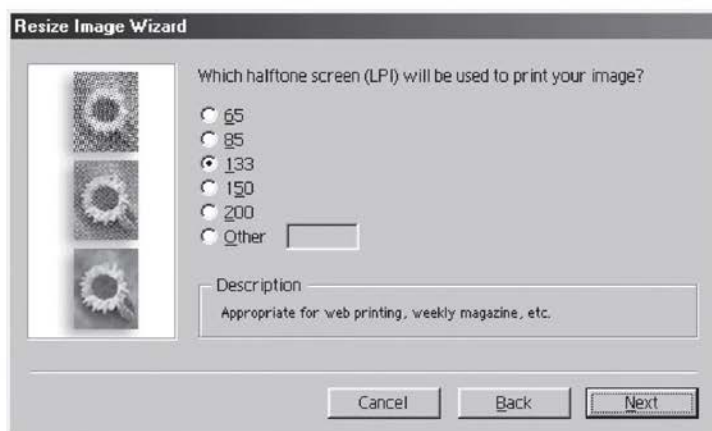 Resize Image Wizard
Which halftone screen (LPI) will be used to print your image?
65
85
133
150
200
Other
Description
Appropriate for web printing, weekly magazine, etc.
Cancel
Back
Next